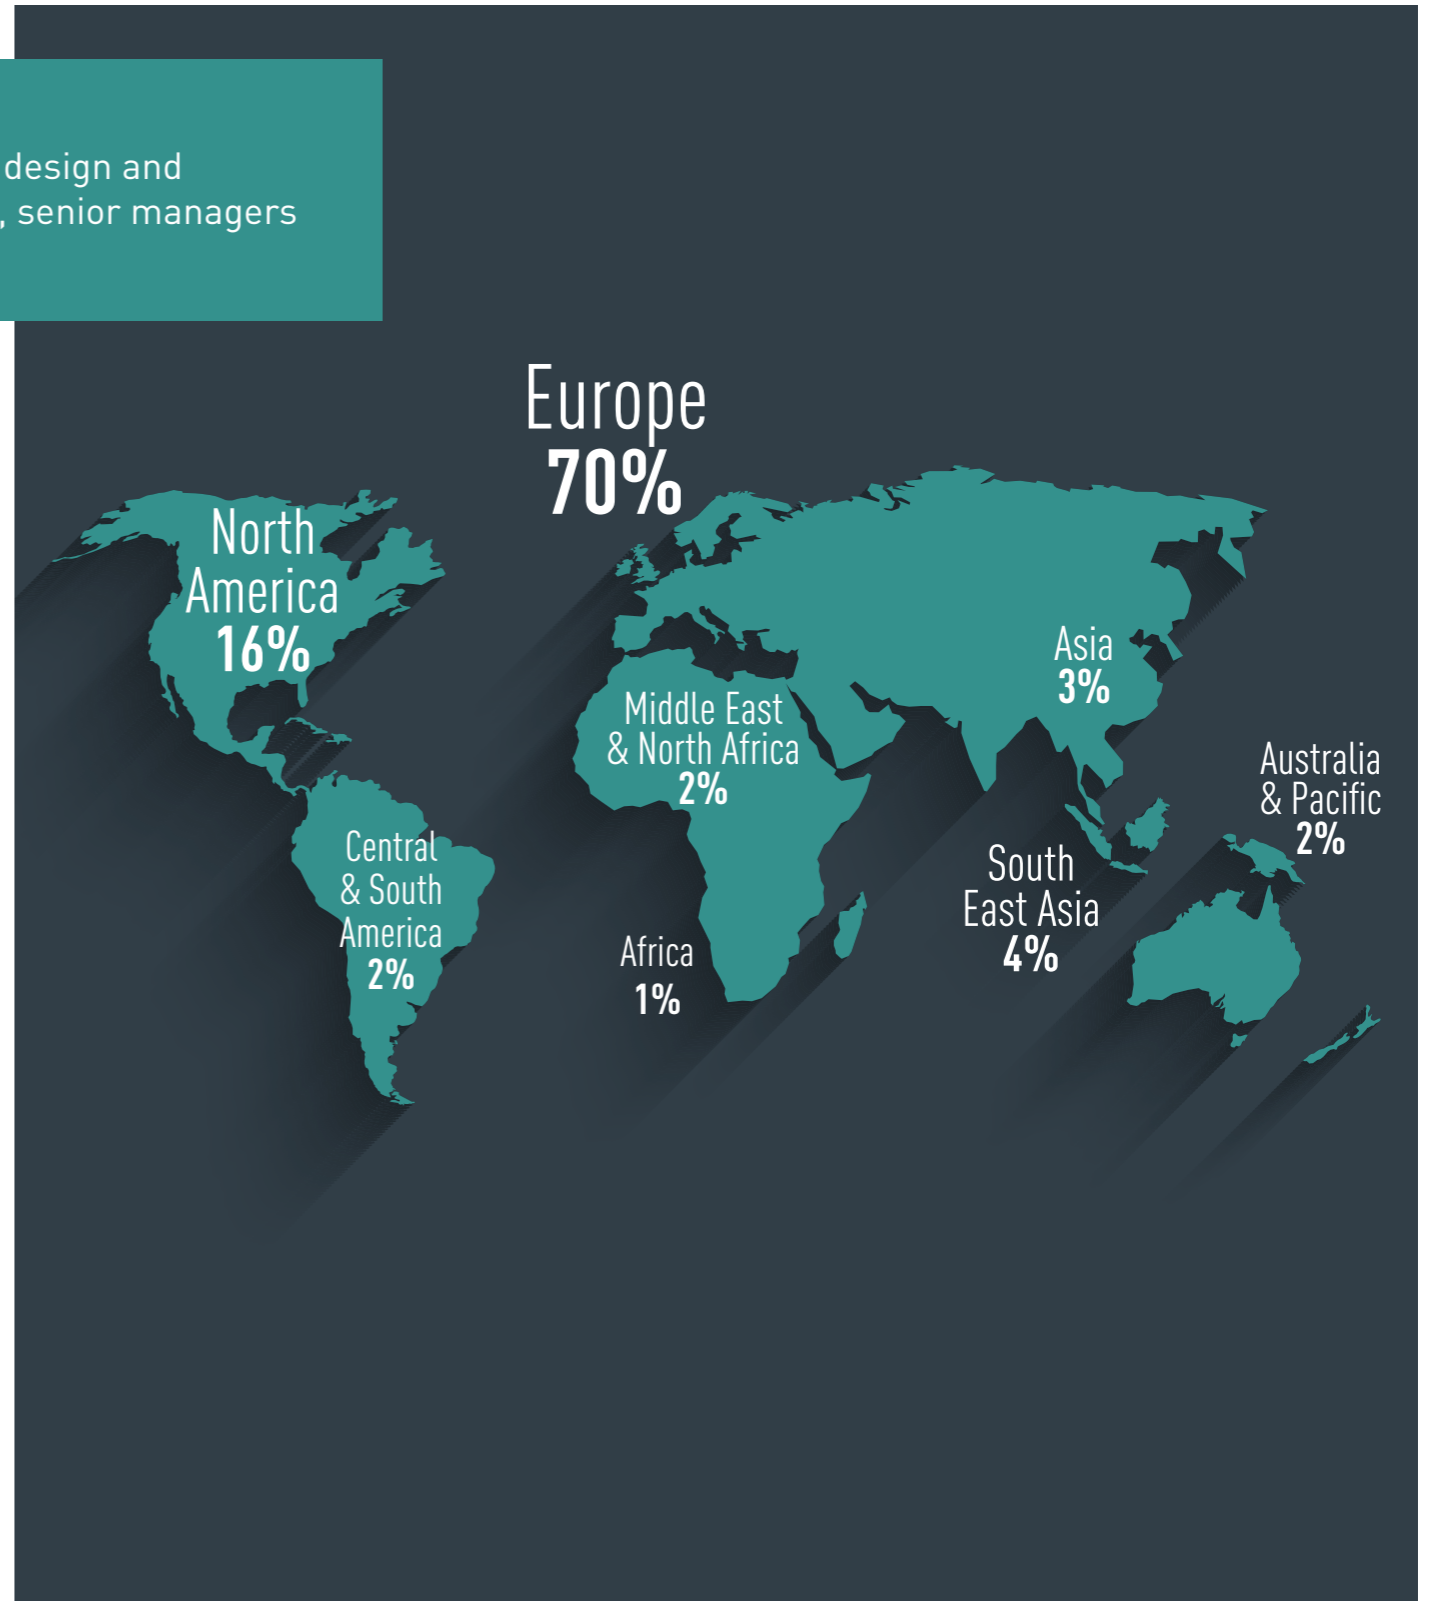 design and
, senior managers
Europe
70%
North
America
16%
Asia
3%
Middle East
& North Africa
2%
Australia
& Pacific
2%
Central
& South
America
2%
South
East Asia
4%
Africa
1%